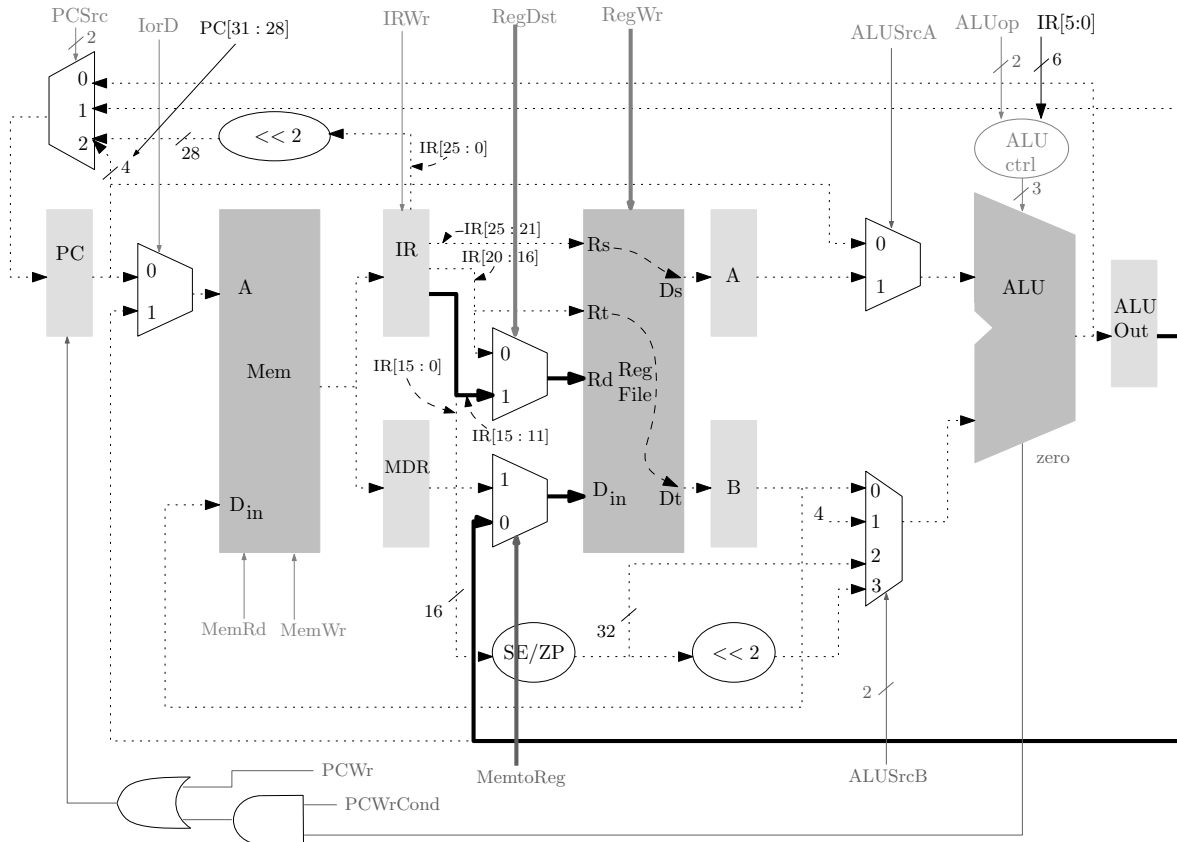 PCSrc
IorD
PC[31 : 28]
IRWr
RegDst
RegWr
ALUSrcA
ALUop
IR[5:0]
2
2
6
0
1
2
28
<< 2
4
IR[25 : 0]
ALU
ctrl
3
PC
0
1
A
Mem
D in
IR
IR[25 : 21]
IR[20 : 16]
Rs
Ds
Rt
A
0
1
ALU
ALU
Out
IR[15 : 0]
0
1
Rd
Reg
File
IR[15 : 11]
MDR
1
0
D in
Dt
B
zero
0
1
2
3
4
16
MemRd
MemWr
SE/ZP
32
<< 2
2
MemtoReg
ALUSrcB
PCWr
PCWrCond